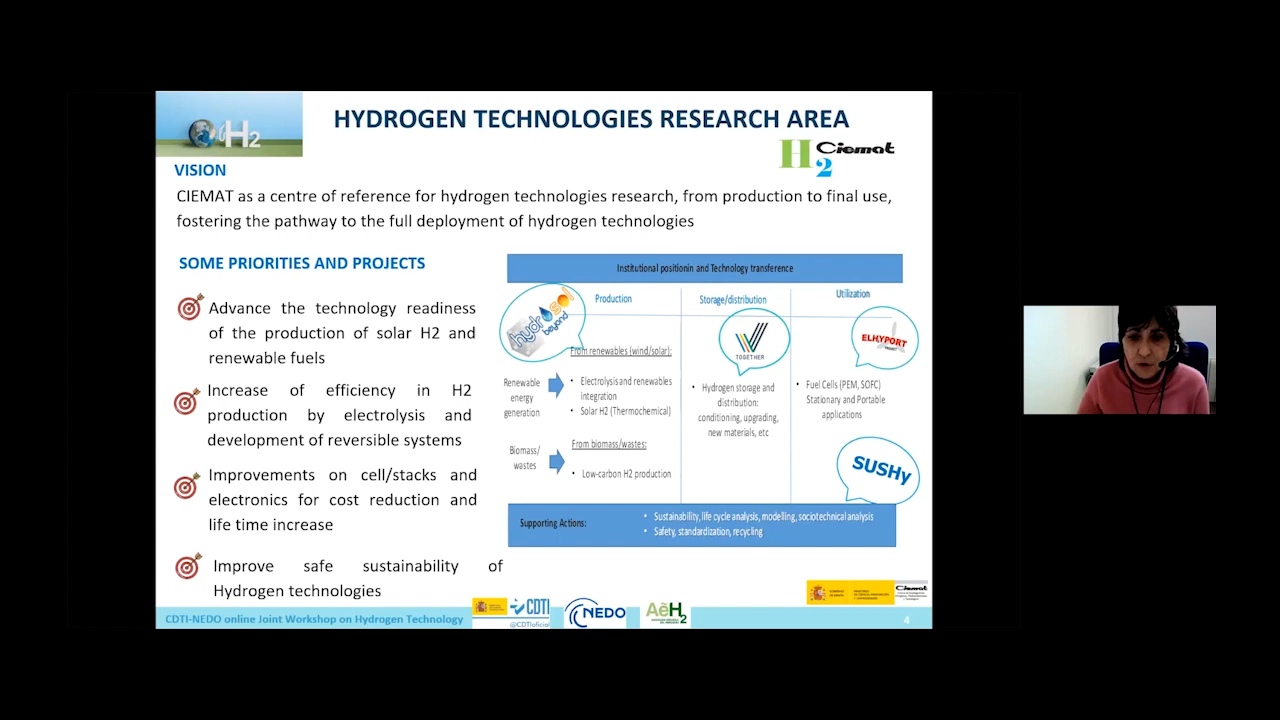 H2
HYDROGEN TECHNOLOGIES RESEARCH AREA
H2 Ciemat
VISION
CIEMAT as a centre of reference for hydrogen technologies research, from production to final use,
fostering the pathway to the full deployment of hydrogen technologies
SOME PRIORITIES AND PROJECTS
Advance the technology readiness
of the production of solar H2 and
renewable fuels
Increase of efficiency in H2
production by electrolysis and
development of reversible systems
Improvements on cell/stacks and
electronics for cost reduction and
life time increase
Improve safe sustainability of
Hydrogen technologies
Institutional positionin and Technology transference
Production
Storage/distribution
Utilization
hydrosol
beyond
TOGETHER
ELHYPORT
PROJECT
From renewables (wind/solar):
Renewable
energy
generation
• Electrolysis and renewables
integration
• Solar H2 (Thermochemical)
From biomass/wastes:
Biomass/
wastes
• Low-carbon H2 production
• Hydrogen storage and
distribution:
conditioning, upgrading,
new materials, etc
• Fuel Cells (PEM, SOFC)
Stationary and Portable
applications
SUSHy
Supporting Actions:
• Sustainability, life cycle analysis, modelling, sociotechnical analysis
• Safety, standardization, recycling
Ciemat
CDTI-NEDO online Joint Workshop on Hydrogen Technology
CDTI
@CDTIoficial
NEDO
AeH2
4